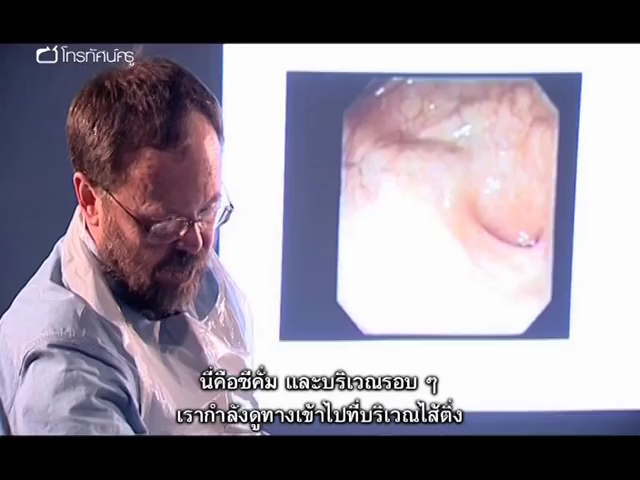 โทรทัศน์ครู
นี่คือซีคั่ม และบริเวณรอบ ๆ
เรากำลังดูทางเข้าไปที่บริเวณไส้ติ่ง